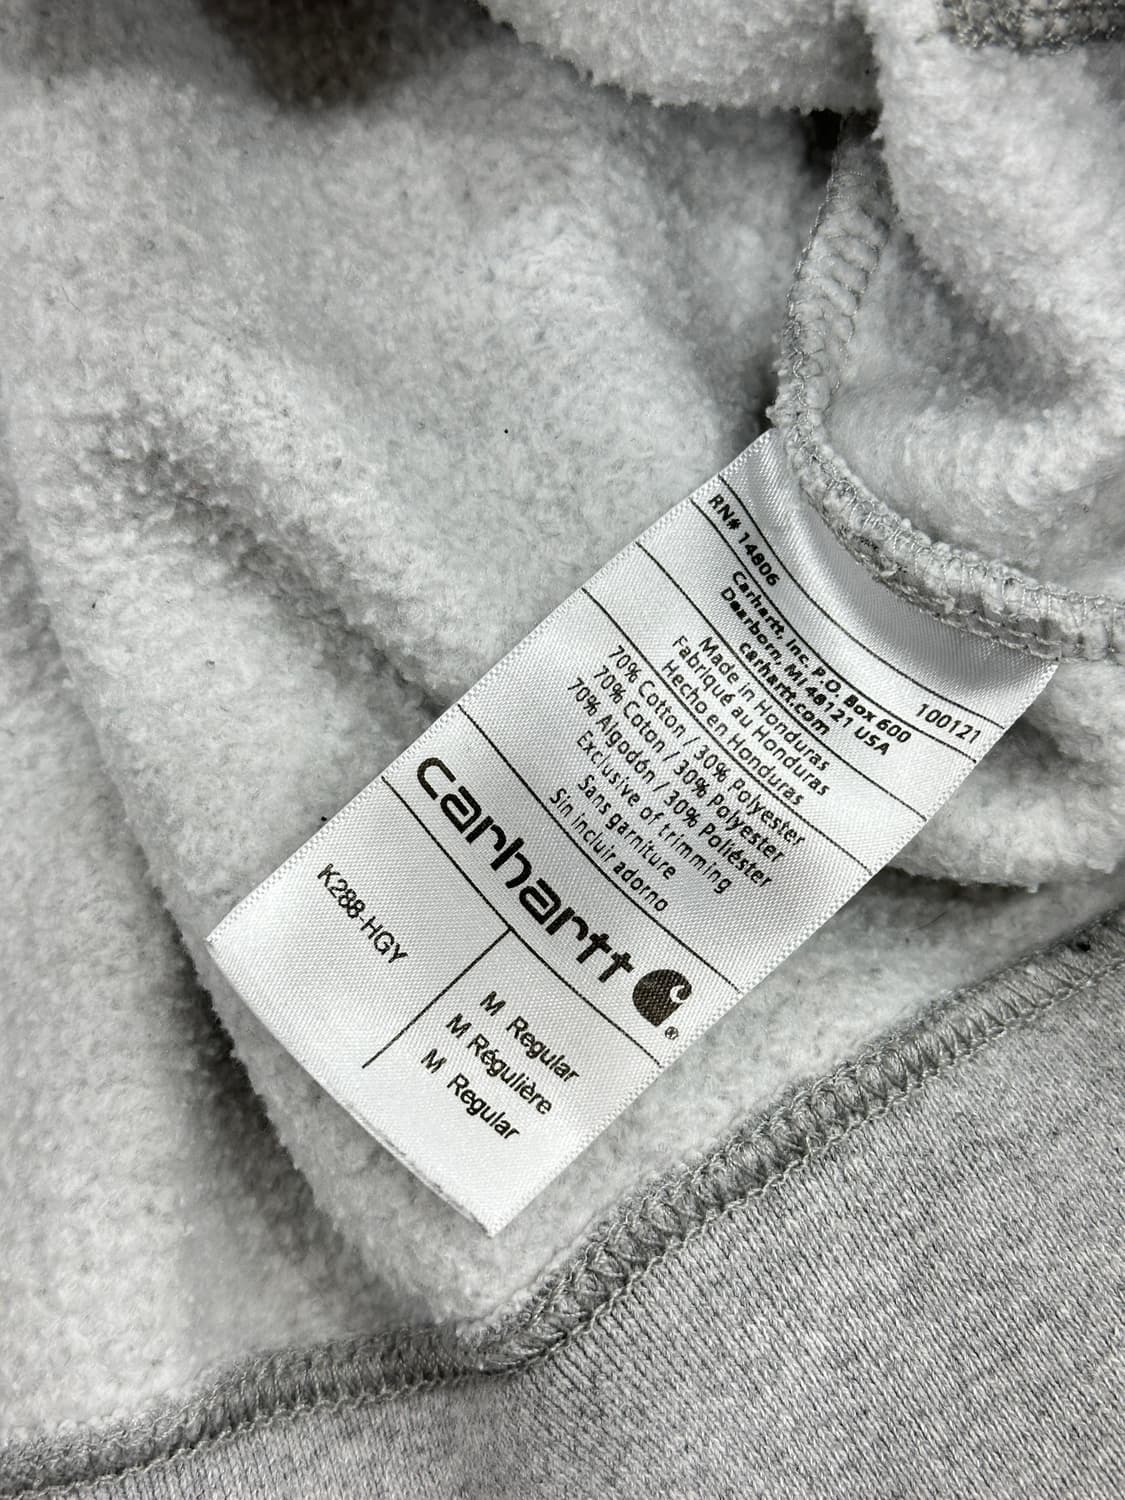 RN# 14806
100121
Carhartt, Inc. P.O. Box 600
Dearborn, MI 48121 USA
carhartt.com
Made in Honduras
Fabriqué au Honduras
Hecho en Honduras
70% Cotton / 30% Polyester
70% Coton / 30% Polyester
70% Algodón / 30% Poliéster
Exclusive of trimming
Sans garniture
Sin incluir adorno
carhartt ®
K288-HGY
M Regular
M Régulière
M Regular